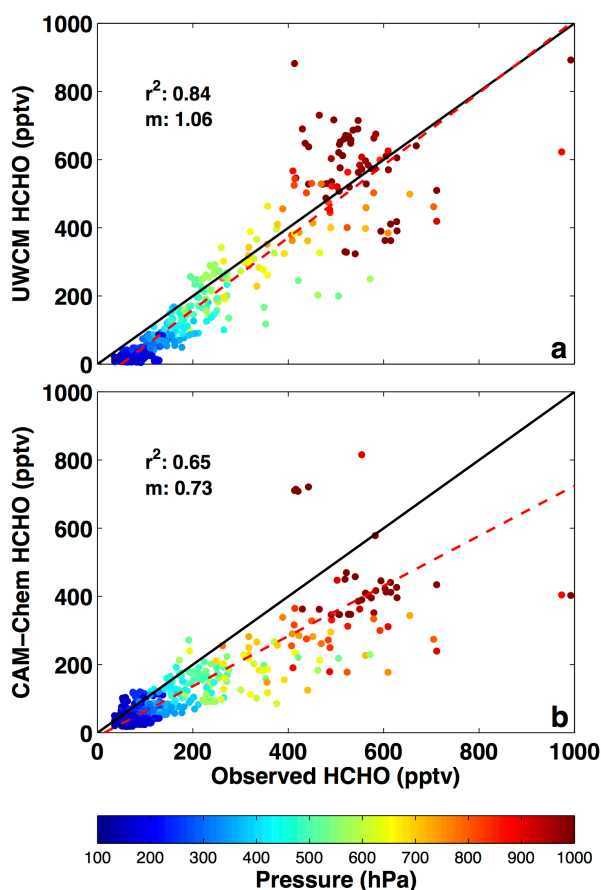 1000
800
600
400
200
0
UWCM HCHO (pptv)
r²: 0.84
m: 1.06
a
1000
800
600
400
200
0
CAM−Chem HCHO (pptv)
r²: 0.65
m: 0.73
b
0 200 400 600 800 1000
Observed HCHO (pptv)
100 200 300 400 500 600 700 800 900 1000
Pressure (hPa)